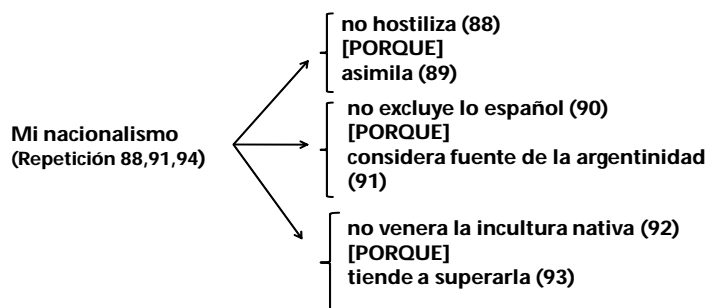 Mi nacionalismo
(Repetición 88,91,94)
no hostiliza (88)
[PORQUE]
asimila (89)
no excluye lo español (90)
[PORQUE]
considera fuente de la argentinidad
(91)
no venera la incultura nativa (92)
[PORQUE]
tiende a superarla (93)